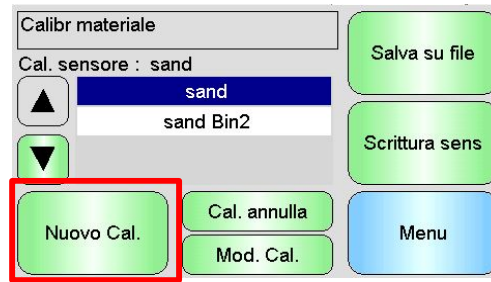 Calibr materiale
Cal. sensore : sand
sand
sand Bin2
Salva su file
Scrittura sens
Nuovo Cal.
Cal. annulla
Mod. Cal.
Menu